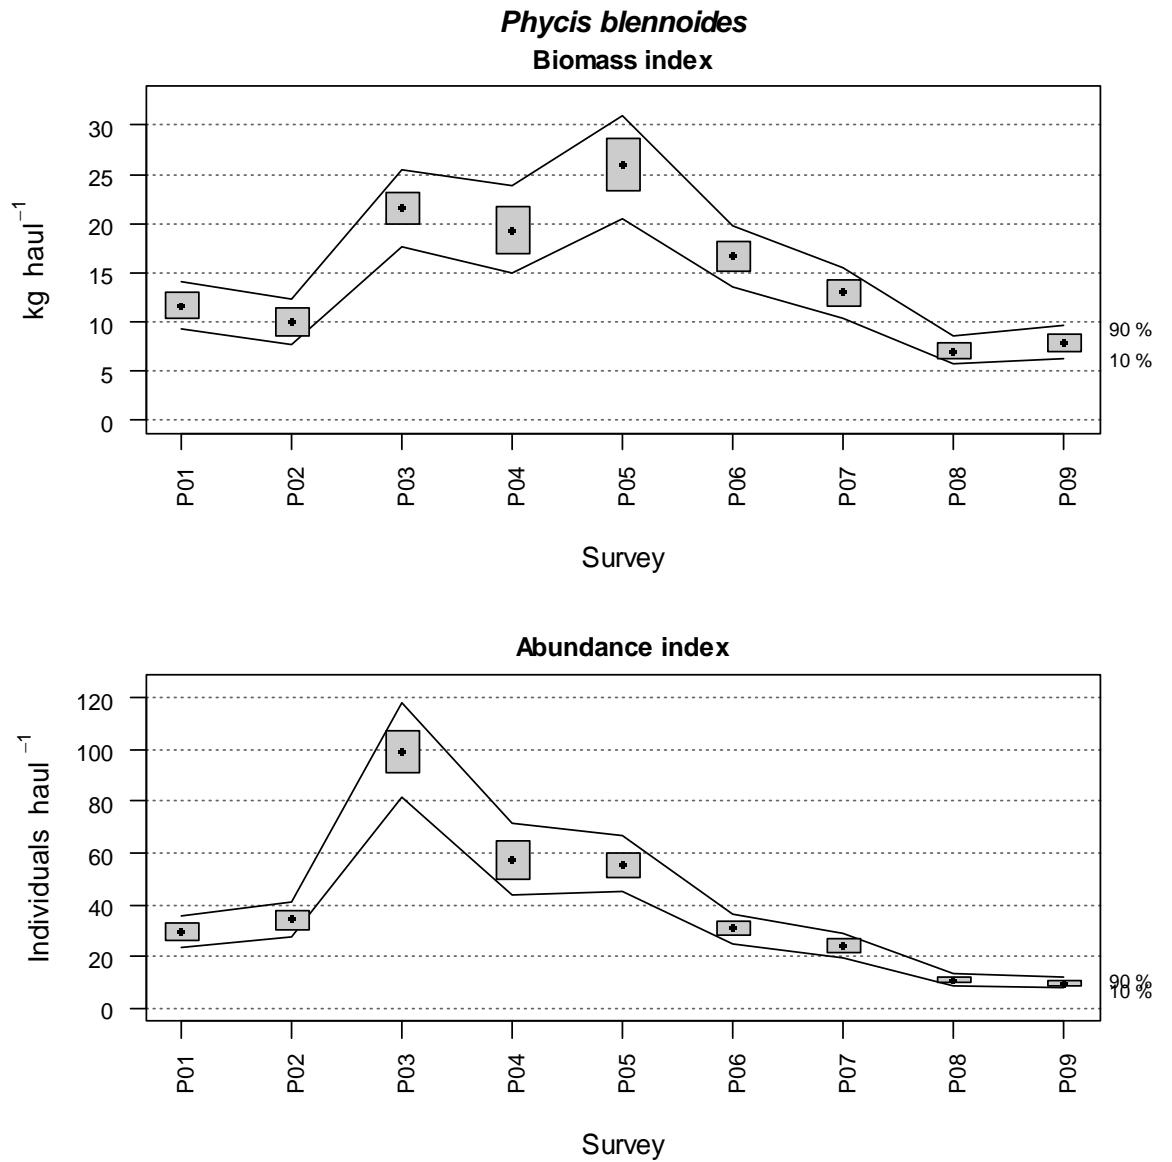 Phycis blennoides
Biomass index
kg haul⁻¹
30
25
20
15
10
5
0
90 %
10 %
P01 P02 P03 P04 P05 P06 P07 P08 P09
Survey
Abundance index
Individuals haul⁻¹
120
100
80
60
40
20
0
90 %
10 %
P01 P02 P03 P04 P05 P06 P07 P08 P09
Survey